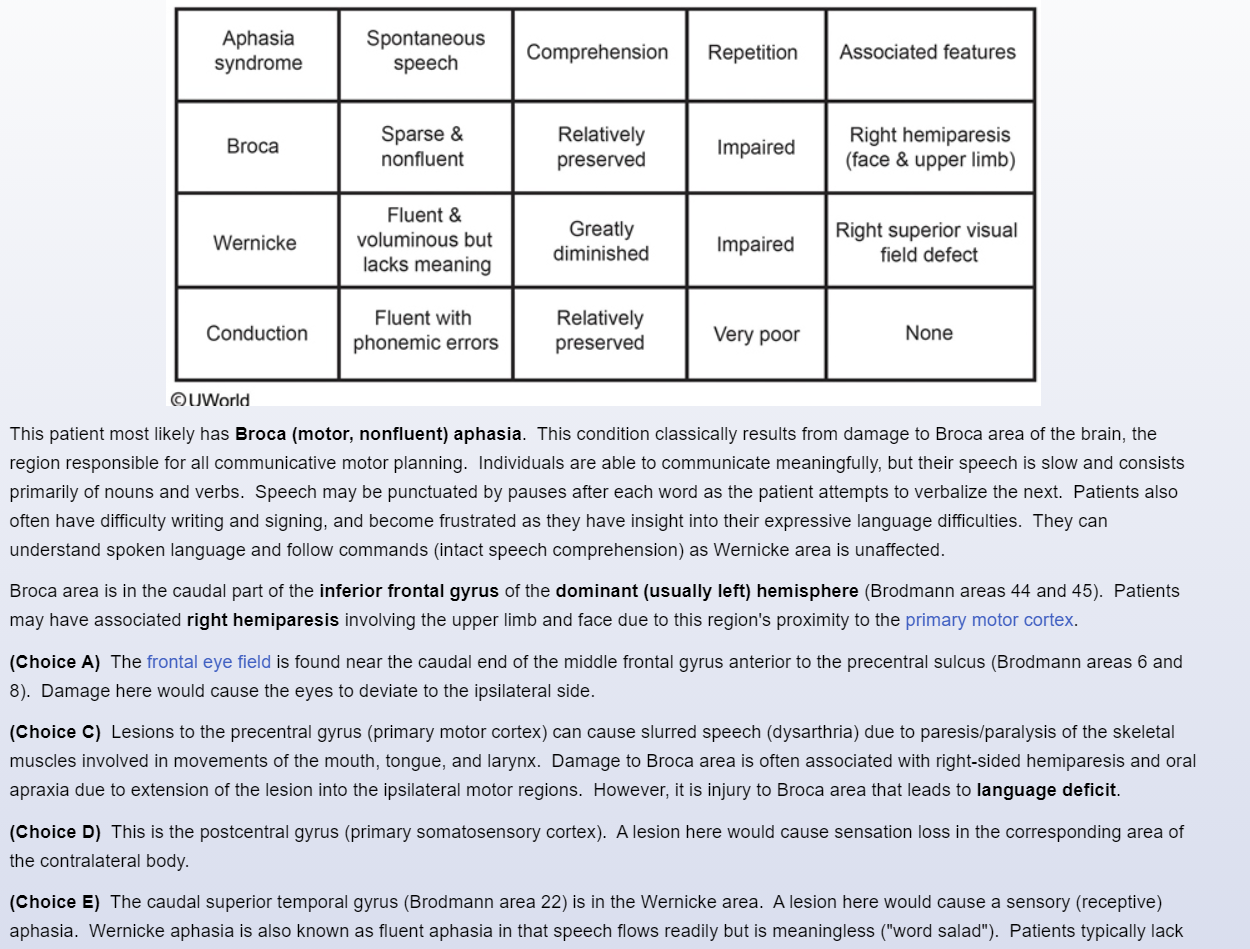 Aphasia syndrome | Spontaneous speech | Comprehension | Repetition | Associated features
Broca | Sparse & nonfluent | Relatively preserved | Impaired | Right hemiparesis (face & upper limb)
Wernicke | Fluent & voluminous but lacks meaning | Greatly diminished | Impaired | Right superior visual field defect
Conduction | Fluent with phonemic errors | Relatively preserved | Very poor | None
©UWorld
This patient most likely has Broca (motor, nonfluent) aphasia. This condition classically results from damage to Broca area of the brain, the
region responsible for all communicative motor planning. Individuals are able to communicate meaningfully, but their speech is slow and consists
primarily of nouns and verbs. Speech may be punctuated by pauses after each word as the patient attempts to verbalize the next. Patients also
often have difficulty writing and signing, and become frustrated as they have insight into their expressive language difficulties. They can
understand spoken language and follow commands (intact speech comprehension) as Wernicke area is unaffected.
Broca area is in the caudal part of the inferior frontal gyrus of the dominant (usually left) hemisphere (Brodmann areas 44 and 45). Patients
may have associated right hemiparesis involving the upper limb and face due to this region's proximity to the primary motor cortex.
(Choice A) The frontal eye field is found near the caudal end of the middle frontal gyrus anterior to the precentral sulcus (Brodmann areas 6 and
8). Damage here would cause the eyes to deviate to the ipsilateral side.
(Choice C) Lesions to the precentral gyrus (primary motor cortex) can cause slurred speech (dysarthria) due to paresis/paralysis of the skeletal
muscles involved in movements of the mouth, tongue, and larynx. Damage to Broca area is often associated with right-sided hemiparesis and oral
apraxia due to extension of the lesion into the ipsilateral motor regions. However, it is injury to Broca area that leads to language deficit.
(Choice D) This is the postcentral gyrus (primary somatosensory cortex). A lesion here would cause sensation loss in the corresponding area of
the contralateral body.
(Choice E) The caudal superior temporal gyrus (Brodmann area 22) is in the Wernicke area. A lesion here would cause a sensory (receptive)
aphasia. Wernicke aphasia is also known as fluent aphasia in that speech flows readily but is meaningless ("word salad"). Patients typically lack